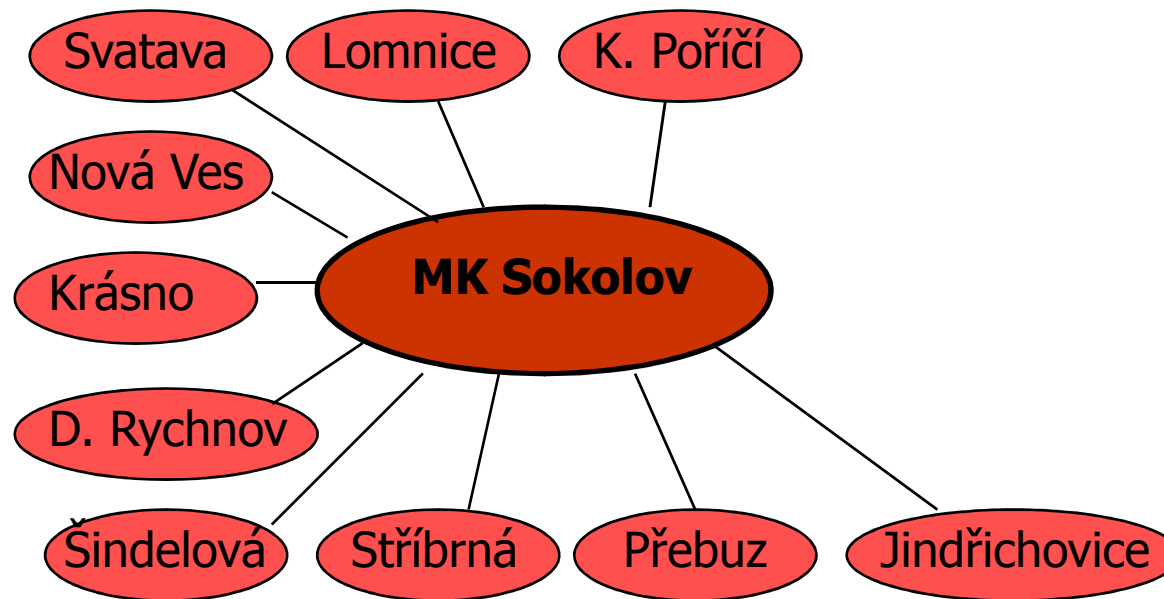 Svatava
Lomnice
K. Poříčí
Nová Ves
MK Sokolov
Krásno
D. Rychnov
Šindelová
Stříbrná
Přebuz
Jindřichovice